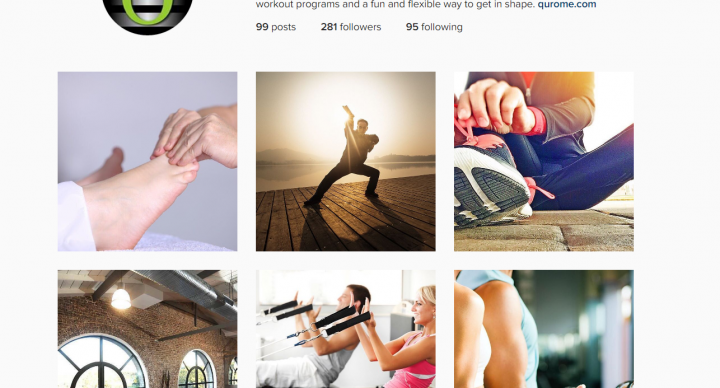 workout programs and a fun and flexible way to get in shape. qurome.com
99 posts 281 followers 95 following